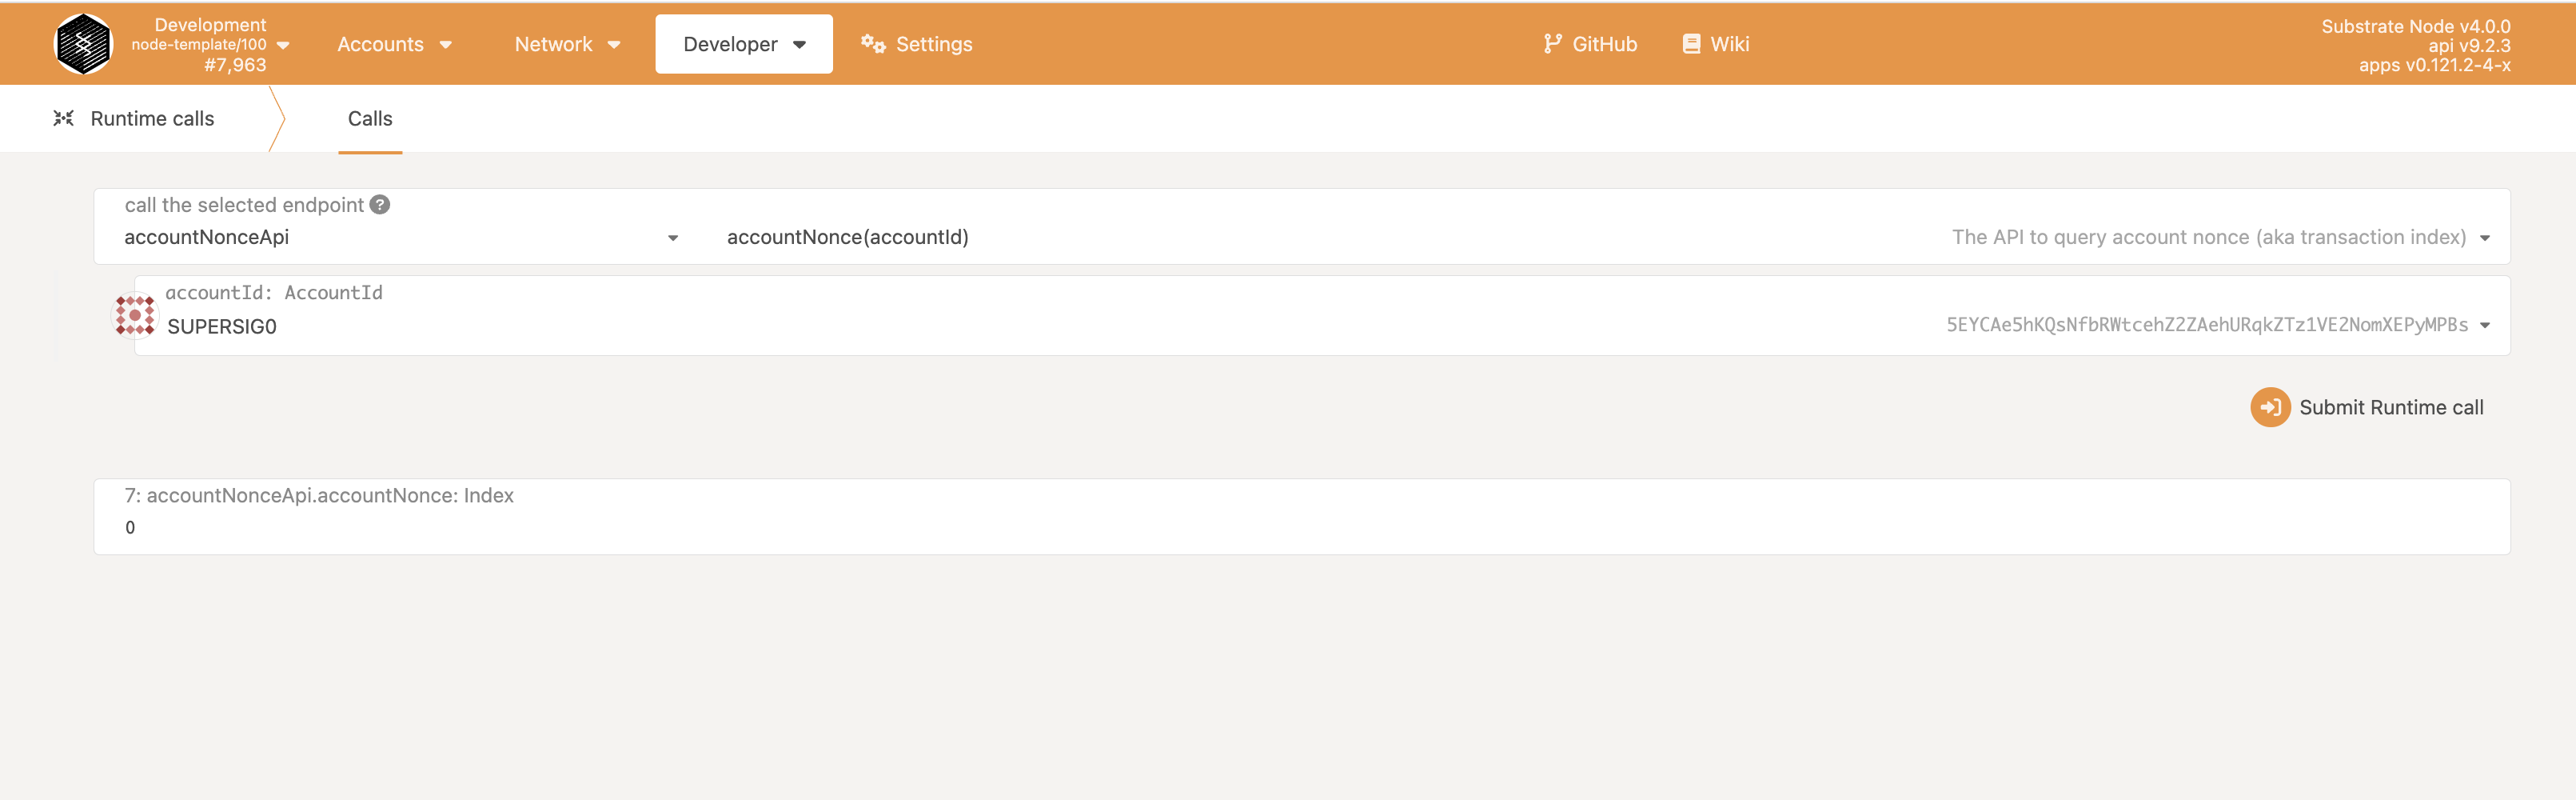 Development
node-template/100
#7,963
Accounts
Network
Developer
Settings
GitHub
Wiki
Substrate Node v4.0.0
api v9.2.3
apps v0.121.2-4-x
Runtime calls
Calls
call the selected endpoint ?
accountNonceApi
accountNonce(accountId)
The API to query account nonce (aka transaction index)
accountId: AccountId
SUPERSIG0
5EYCAe5hKQsNfbRWtcehZ2ZAehURqkZTz1VE2NomXEPyMPBs
Submit Runtime call
7: accountNonceApi.accountNonce: Index
0